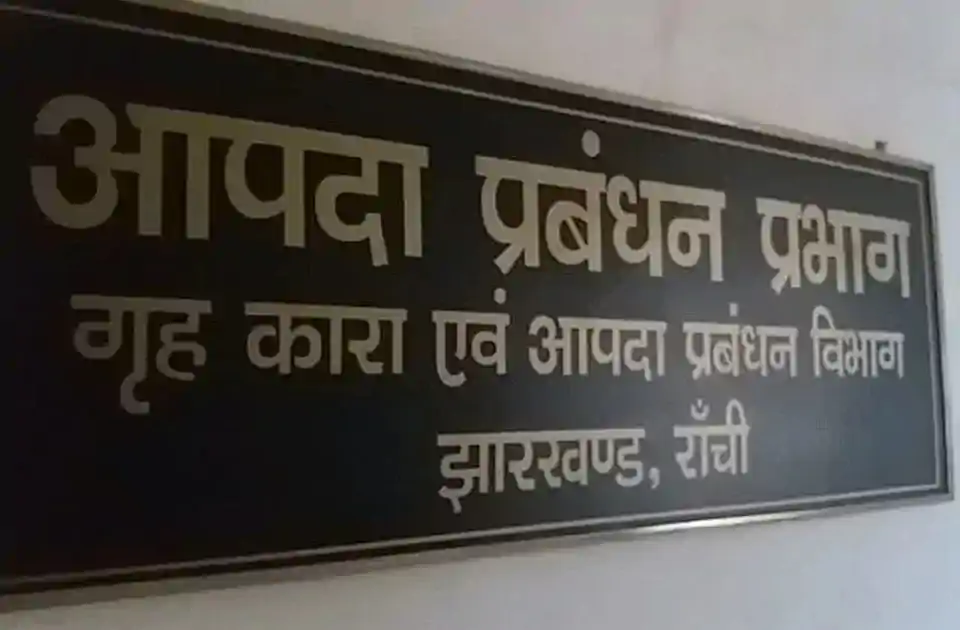 आपदा प्रबंधन प्रभाग
गृह कारा एवं आपदा प्रबंधन विभाग
झारखण्ड, राँची